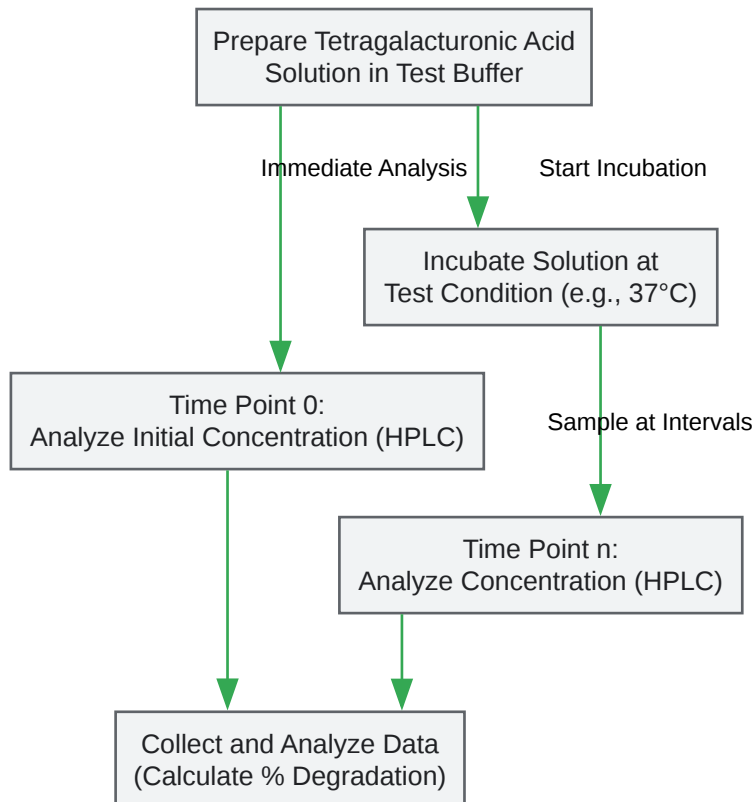 Prepare Tetragalacturonic Acid
Solution in Test Buffer
Immediate Analysis
Start Incubation
Incubate Solution at
Test Condition (e.g., 37°C)
Time Point 0:
Analyze Initial Concentration (HPLC)
Sample at Intervals
Time Point n:
Analyze Concentration (HPLC)
Collect and Analyze Data
(Calculate % Degradation)